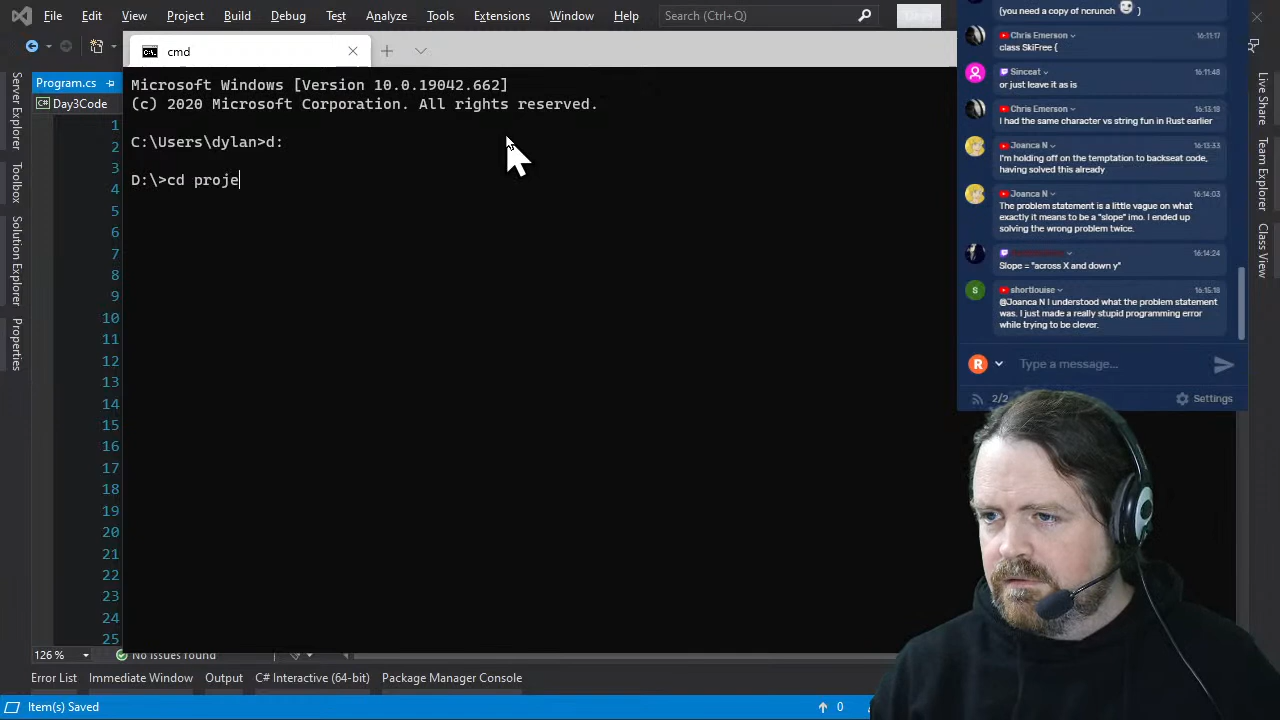 File Edit View Project Build Debug Test Analyze Tools Extensions Window Help Search (Ctrl+Q)
cmd
Program.cs
Day3Code
Server Explorer
Toolbox
Solution Explorer
Properties
Microsoft Windows [Version 10.0.19042.662]
(c) 2020 Microsoft Corporation. All rights reserved.
C:\Users\dylan>d:
D:\>cd proje
1
2
3
4
5
6
7
8
9
10
11
12
13
14
15
16
17
18
19
20
21
22
23
24
25
126 %
No issues found
Error List Immediate Window Output C# Interactive (64-bit) Package Manager Console
Item(s) Saved
0
(you need a copy of ncrunch )
Chris Emerson 16:11:17
class SkiFree {
Sinceat 16:11:48
or just leave it as is
Chris Emerson 16:13:18
I had the same character vs string fun in Rust earlier
Joanca N 16:13:33
I'm holding off on the temptation to backseat code,
having solved this already
Joanca N 16:14:03
The problem statement is a little vague on what
exactly it means to be a "slope" imo. I ended up
solving the wrong problem twice.
16:14:24
Slope = "across X and down y"
S
shortlouise 16:15:18
@Joanca N I understood what the problem statement
was. I just made a really stupid programming error
while trying to be clever.
R
Type a message...
2/2
Settings
Live Share
Class View